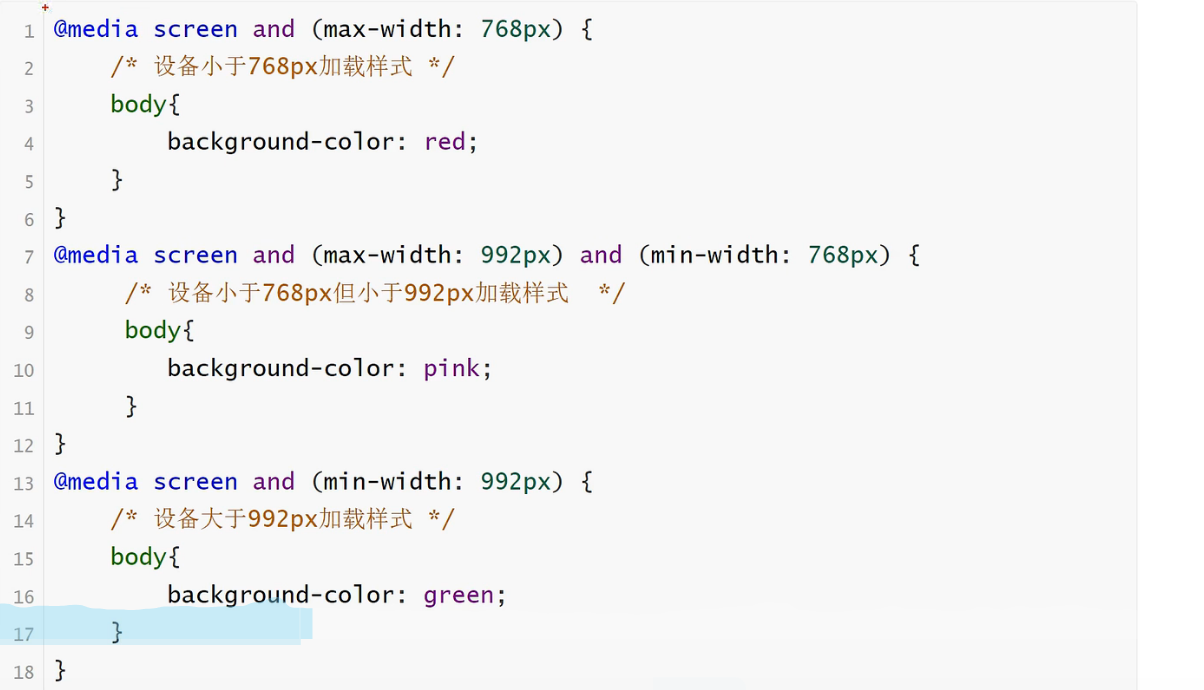 1 @media screen and (max-width: 768px) {
2 /* 设备小于768px加载样式 */
3 body{
4 background-color: red;
5 }
6 }
7 @media screen and (max-width: 992px) and (min-width: 768px) {
8 /* 设备小于768px但小于992px加载样式 */
9 body{
10 background-color: pink;
11 }
12 }
13 @media screen and (min-width: 992px) {
14 /* 设备大于992px加载样式 */
15 body{
16 background-color: green;
17 }
18 }